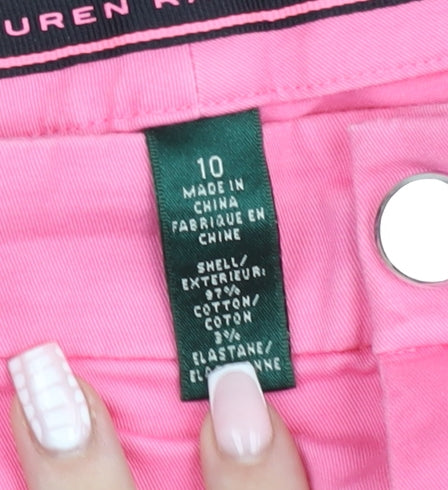 UREN R
10
MADE IN
CHINA
FABRIQUE EN
CHINE
SHELL/
EXTERIEUR:
97%
COTTON/
COTON
3%
ELASTANE/